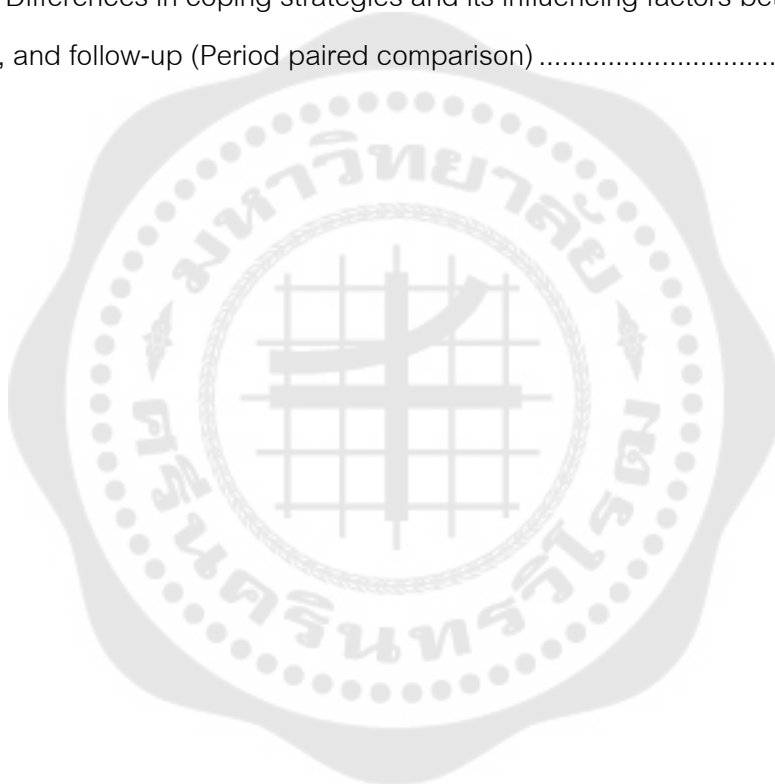 Differences in coping strategies and its influencing factors be
, and follow-up (Period paired comparison) ................................
มหาวิทยาลัย
ศรีนครินทรวิโรฒ